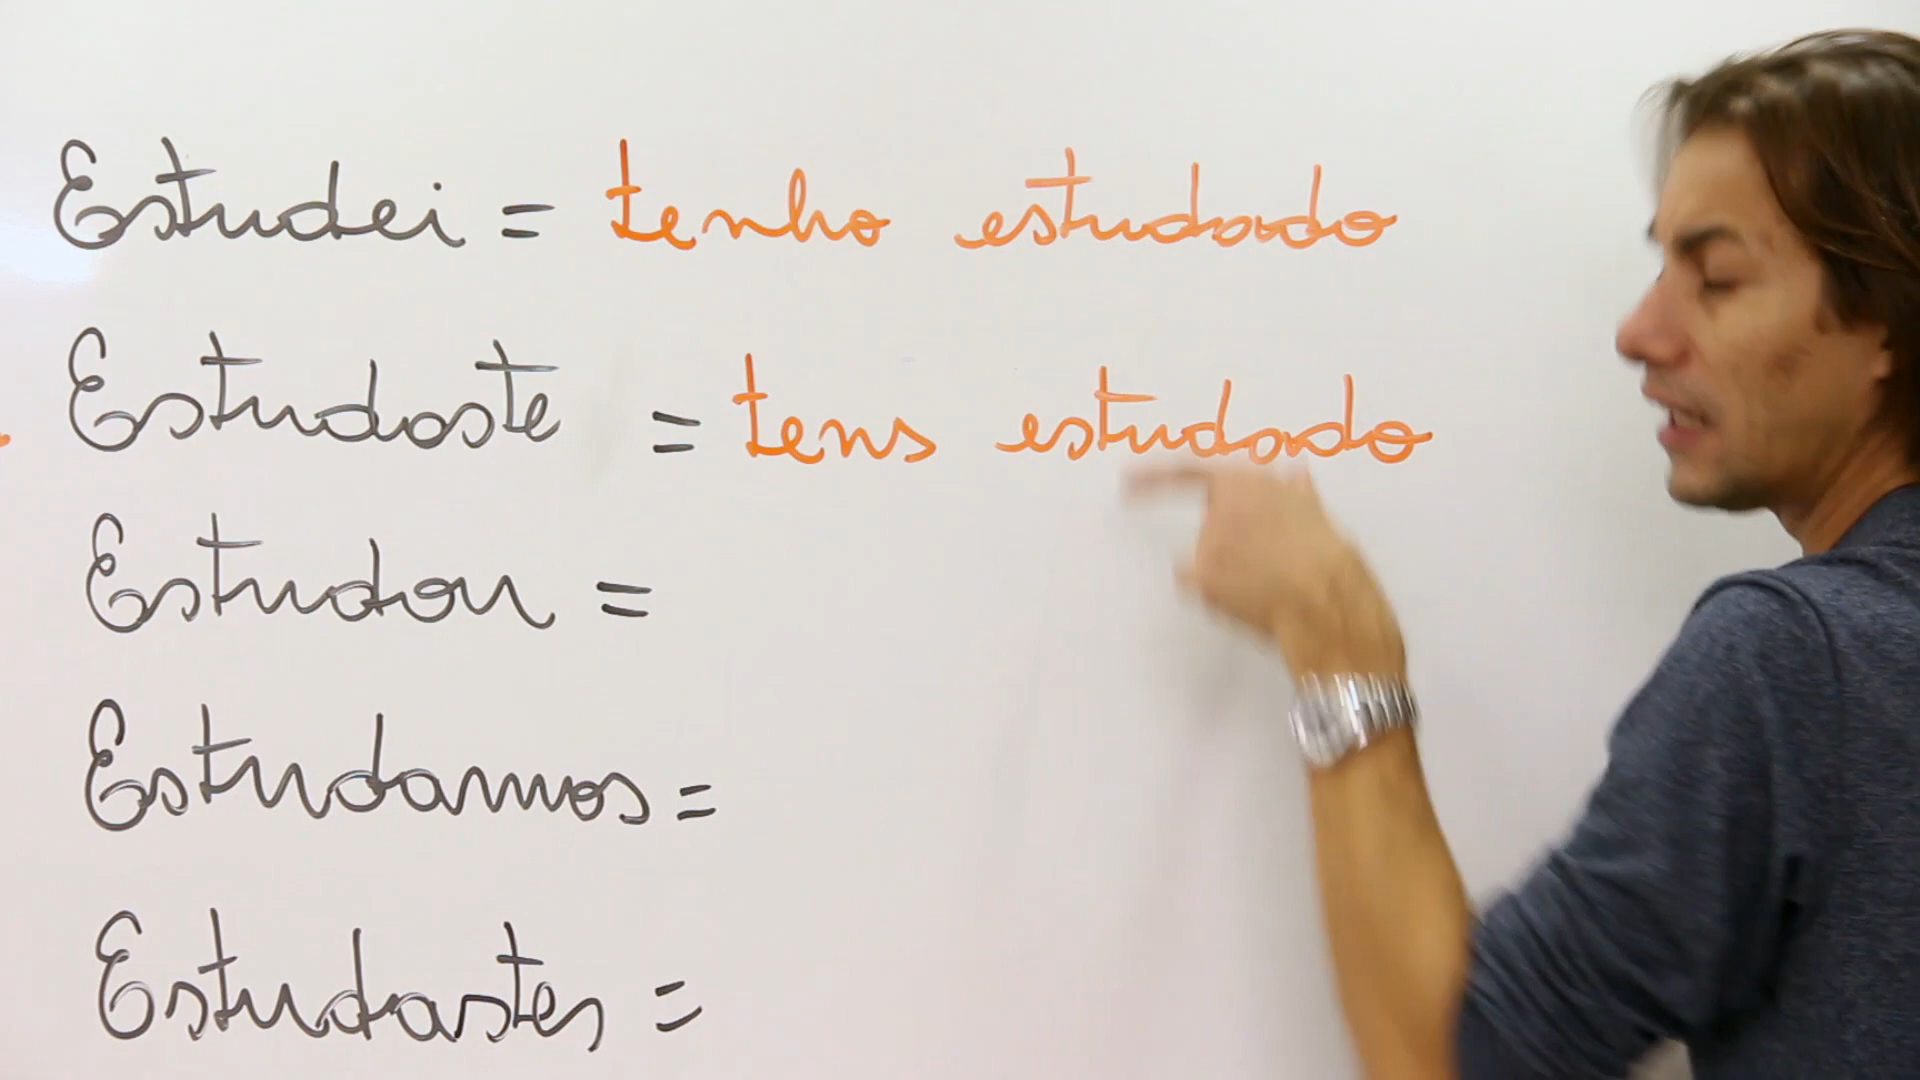 Estudei = tenho estudado
Estudaste = tens estudado
Estudou =
Estudamos =
Estudastes =